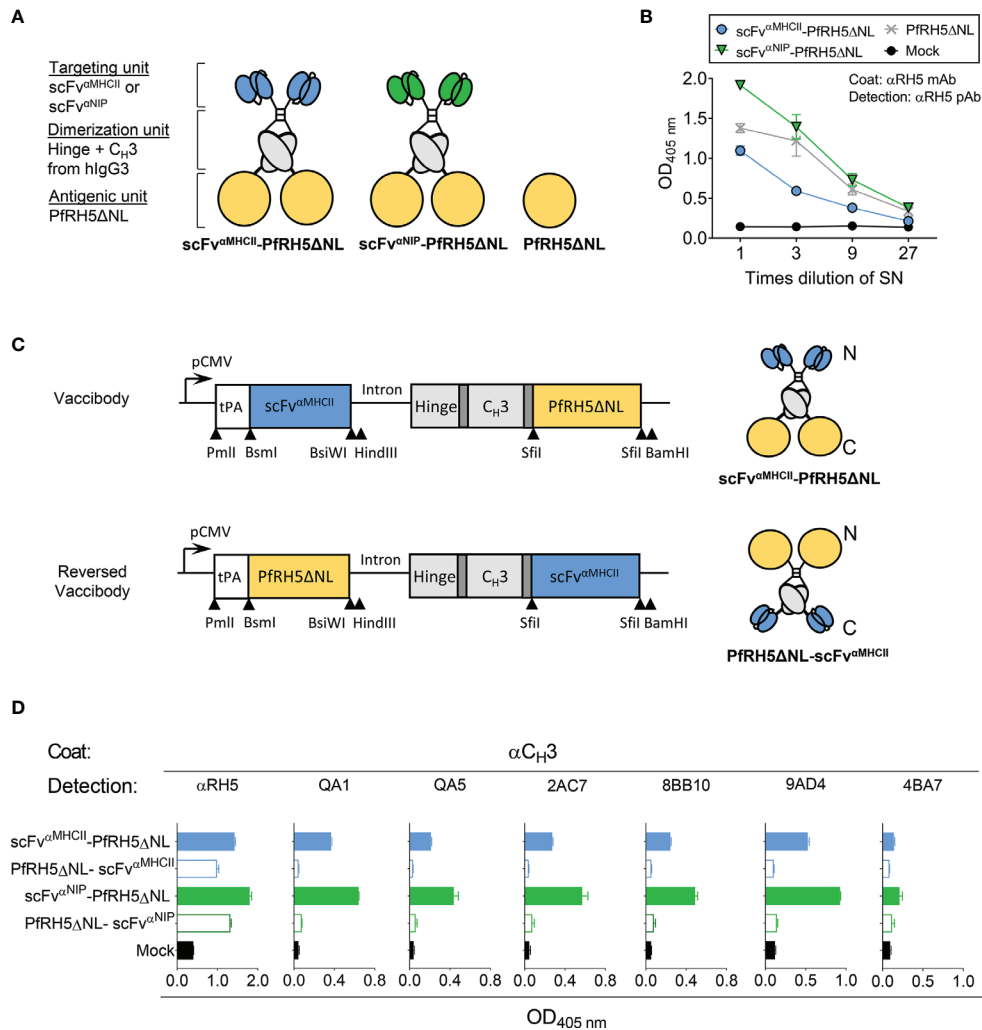 A
Targeting unit
scFvαMHCII or
scFvαNIP
Dimerization unit
Hinge + CH3
from hIgG3
Antigenic unit
PfRH5ΔNL
scFvαMHCII-PfRH5ΔNL
scFvαNIP-PfRH5ΔNL
PfRH5ΔNL
B
scFvαMHCII-PfRH5ΔNL
PfRH5ΔNL
scFvαNIP-PfRH5ΔNL
Mock
Coat: αRH5 mAb
Detection: αRH5 pAb
OD405 nm
2.0
1.5
1.0
0.5
0.0
1 3 9 27
Times dilution of SN
C
Vaccibody
pCMV
tPA
scFvαMHCII
Intron
Hinge
CH3
PfRH5ΔNL
PmlI
BsmI
BsiWI
HindIII
SfiI
SfiI
BamHI
N
C
scFvαMHCII-PfRH5ΔNL
Reversed
Vaccibody
pCMV
tPA
PfRH5ΔNL
Intron
Hinge
CH3
scFvαMHCII
PmlI
BsmI
BsiWI
HindIII
SfiI
SfiI
BamHI
N
C
PfRH5ΔNL-scFvαMHCII
D
Coat: αCH3
Detection: αRH5 QA1 QA5 2AC7 8BB10 9AD4 4BA7
scFvαMHCII-PfRH5ΔNL
PfRH5ΔNL- scFvαMHCII
scFvαNIP-PfRH5ΔNL
PfRH5ΔNL- scFvαNIP
Mock
0.0 1.0 2.0 0.0 0.4 0.8 0.0 0.4 0.8 0.0 0.4 0.8 0.0 0.4 0.8 0.0 0.5 1.0 0.0 0.5 1.0
OD405 nm